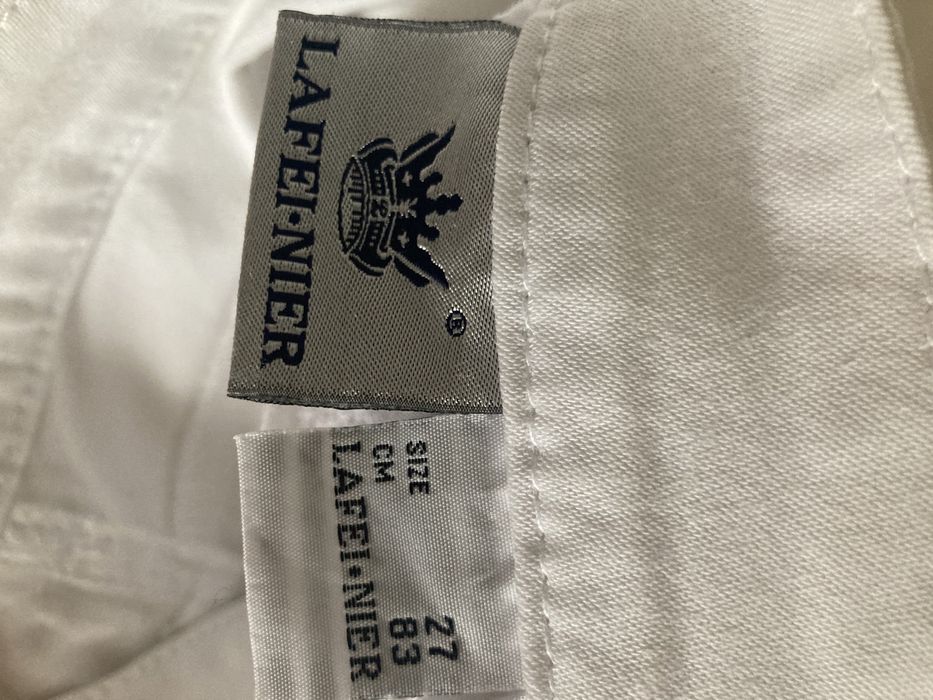 ®
LAFEI•NIER
SIZE 27
CM 83
LAFEI•NIER